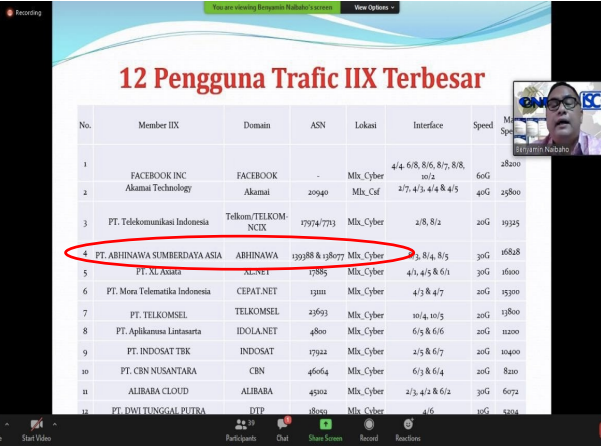 Recording
You are viewing Benyamin Naibaho's screen View Options
12 Pengguna Trafic IIX Terbesar
No. Member IIX Domain ASN Lokasi Interface Speed
1 FACEBOOK INC FACEBOOK - Mlx_Cyber 4/4. 6/8, 8/6, 8/7, 8/8, 10/2 60G 28200
2 Akamai Technology Akamai 20940 Mlx_Csf 2/7, 4/3, 4/4 & 4/5 40G 25800
3 PT. Telekomunikasi Indonesia Telkom/TELKOM-NCIX 17974/7713 Mlx_Cyber 2/8, 8/2 20G 19325
4 PT. ABHINAWA SUMBERDAYA ASIA ABHINAWA 139388 & 138077 Mlx_Cyber 8/4, 8/5 30G 16828
5 PT. XL Axiata XL.NET 17885 Mlx_Cyber 4/1, 4/5 & 6/1 30G 16100
6 PT. Mora Telematika Indonesia CEPAT.NET 131111 Mlx_Cyber 4/3 & 4/7 20G 15300
7 PT. TELKOMSEL TELKOMSEL 23693 Mlx_Cyber 10/4, 10/5 20G 13800
8 PT. Aplikanusa Lintasarta IDOLA.NET 4800 Mlx_Cyber 6/5 & 6/6 20G 11200
9 PT. INDOSAT TBK INDOSAT 17922 Mlx_Cyber 2/5 & 6/7 20G 10400
10 PT. CBN NUSANTARA CBN 46064 Mlx_Cyber 6/3 & 6/4 20G 8210
11 ALIBABA CLOUD ALIBABA 45102 Mlx_Cyber 2/3, 4/2 & 6/2 30G 6072
12 PT. DWI TUNGGAL PUTRA DTP 18059 Mlx_Cyber 4/6 10G 5204
Benyamin Naibaho
39
1
Start Video Participants Chat Share Screen Record Reactions